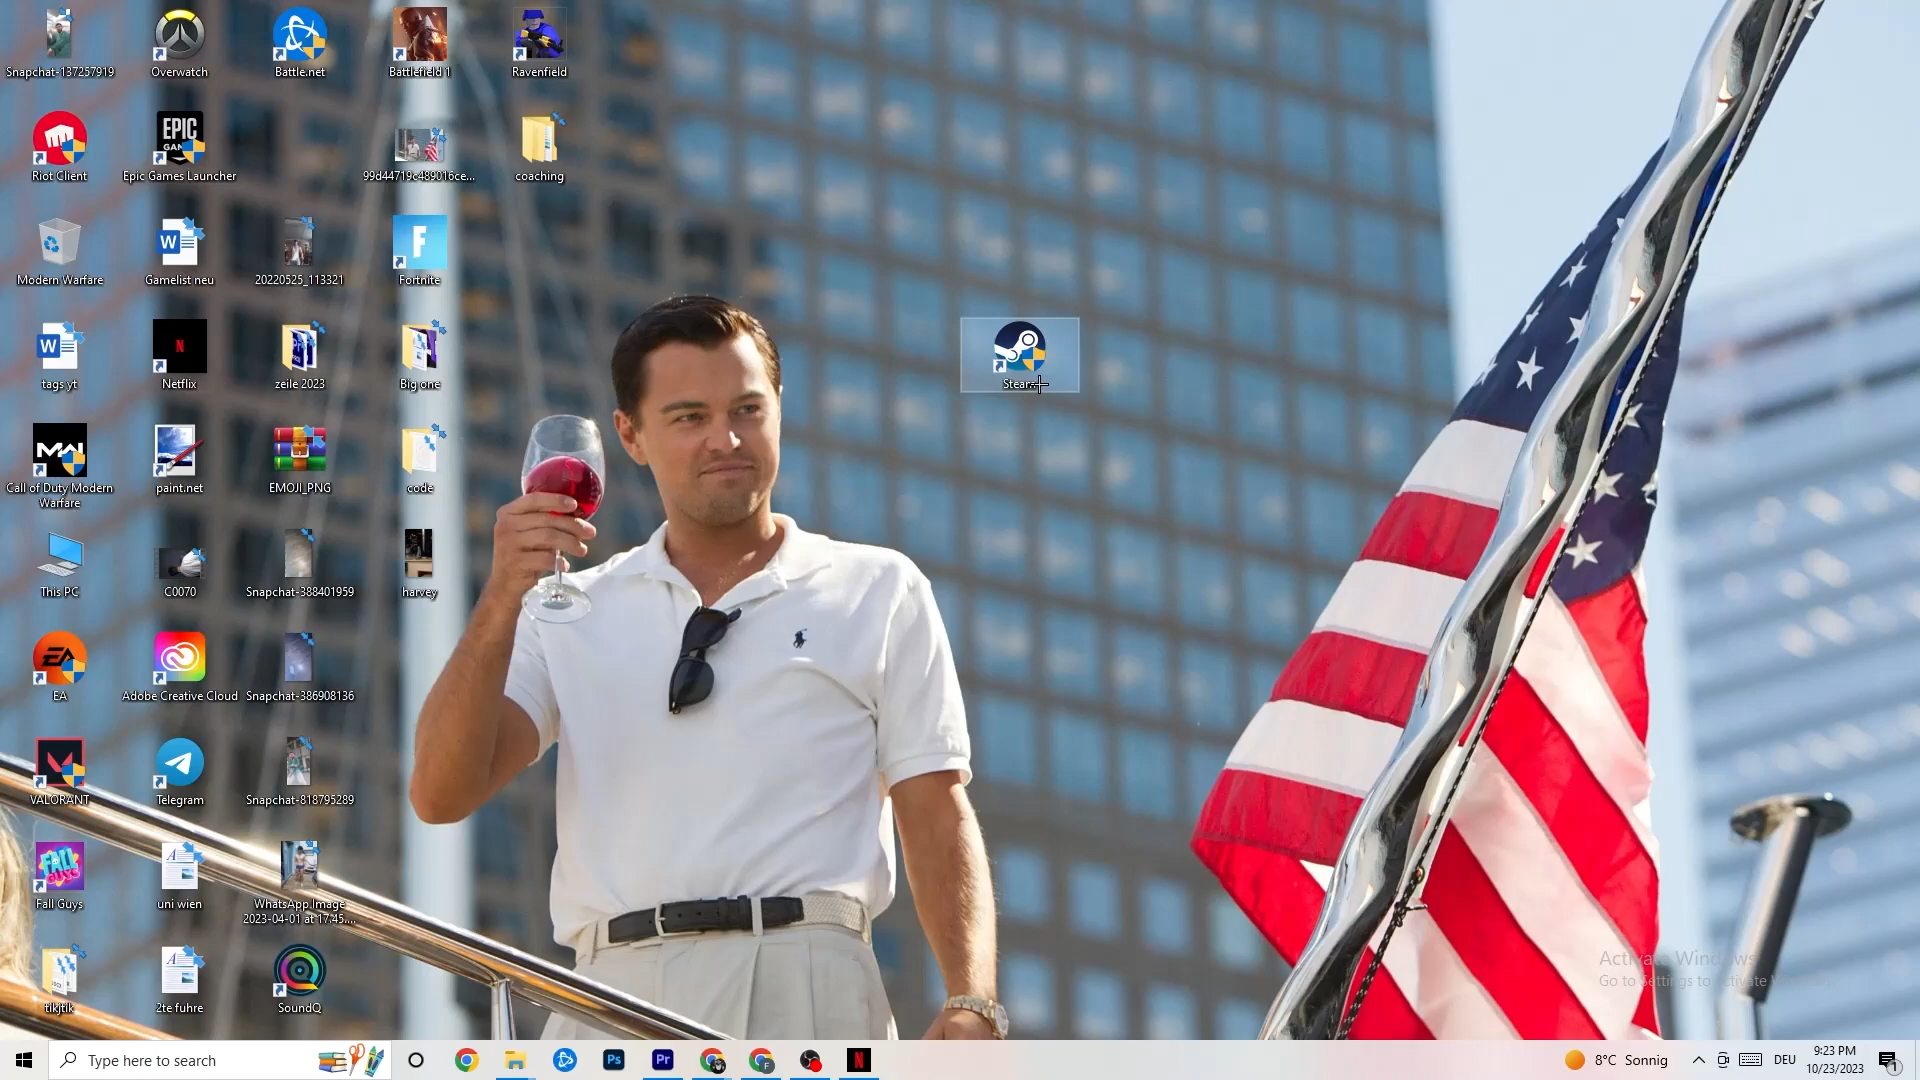 Snapchat-137257919
Overwatch
Battle.net
Battlefield 1
Ravenfield
Riot Client
EPIC
GAM
Epic Games Launcher
99d44719c489016ce...
coaching
Modern Warfare
Gamelist neu
20220525_113321
Fortnite
tags yt
Netflix
zeile 2023
Big one
Steam
Call of Duty Modern
Warfare
paint.net
EMOJI_PNG
code
This PC
C0070
Snapchat-388401959
harvey
EA
Adobe Creative Cloud
Snapchat-386908136
VALORANT
Telegram
Snapchat-818795289
Fall Guys
uni wien
WhatsApp Image
2023-04-01 at 17.45....
tikjtik
2te fuhre
SoundQ
Activate Windows
Go to Settings to activate
Type here to search
Ps
Pr
8°C Sonnig
DEU
9:23 PM
10/23/2023